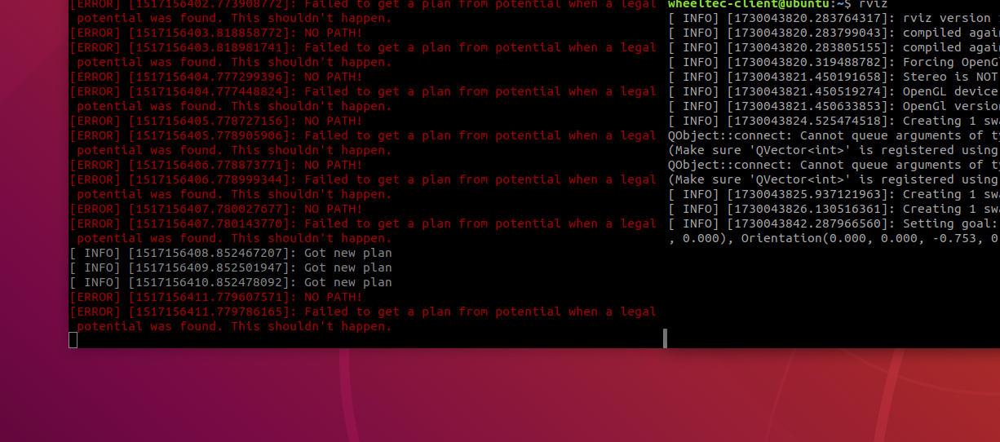 [ERROR] [1517156402.773908772]: Failed to get a plan from potential when a legal
 potential was found. This shouldn't happen.
[ERROR] [1517156403.818858772]: NO PATH!
[ERROR] [1517156403.818981741]: Failed to get a plan from potential when a legal
 potential was found. This shouldn't happen.
[ERROR] [1517156404.777299396]: NO PATH!
[ERROR] [1517156404.777448824]: Failed to get a plan from potential when a legal
 potential was found. This shouldn't happen.
[ERROR] [1517156405.778727156]: NO PATH!
[ERROR] [1517156405.778905906]: Failed to get a plan from potential when a legal
 potential was found. This shouldn't happen.
[ERROR] [1517156406.778873771]: NO PATH!
[ERROR] [1517156406.778999344]: Failed to get a plan from potential when a legal
 potential was found. This shouldn't happen.
[ERROR] [1517156407.780027677]: NO PATH!
[ERROR] [1517156407.780143770]: Failed to get a plan from potential when a legal
 potential was found. This shouldn't happen.
[ INFO] [1517156408.852467207]: Got new plan
[ INFO] [1517156409.852501947]: Got new plan
[ INFO] [1517156410.852478092]: Got new plan
[ERROR] [1517156411.779607571]: NO PATH!
[ERROR] [1517156411.779786165]: Failed to get a plan from potential when a legal
 potential was found. This shouldn't happen.
wheeltec-client@ubuntu:~$ rviz
[ INFO] [1730043820.283764317]: rviz version
[ INFO] [1730043820.283799043]: compiled agai
[ INFO] [1730043820.283805155]: compiled agai
[ INFO] [1730043820.319488782]: Forcing OpenG
[ INFO] [1730043821.450191658]: Stereo is NOT
[ INFO] [1730043821.450519274]: OpenGL device
[ INFO] [1730043821.450633853]: OpenGl versio
[ INFO] [1730043824.525474518]: Creating 1 sw
QObject::connect: Cannot queue arguments of t
(Make sure 'QVector<int>' is registered using
QObject::connect: Cannot queue arguments of t
(Make sure 'QVector<int>' is registered using
[ INFO] [1730043825.937121963]: Creating 1 sw
[ INFO] [1730043826.130516361]: Creating 1 sw
[ INFO] [1730043842.287966560]: Setting goal:
, 0.000), Orientation(0.000, 0.000, -0.753, 0